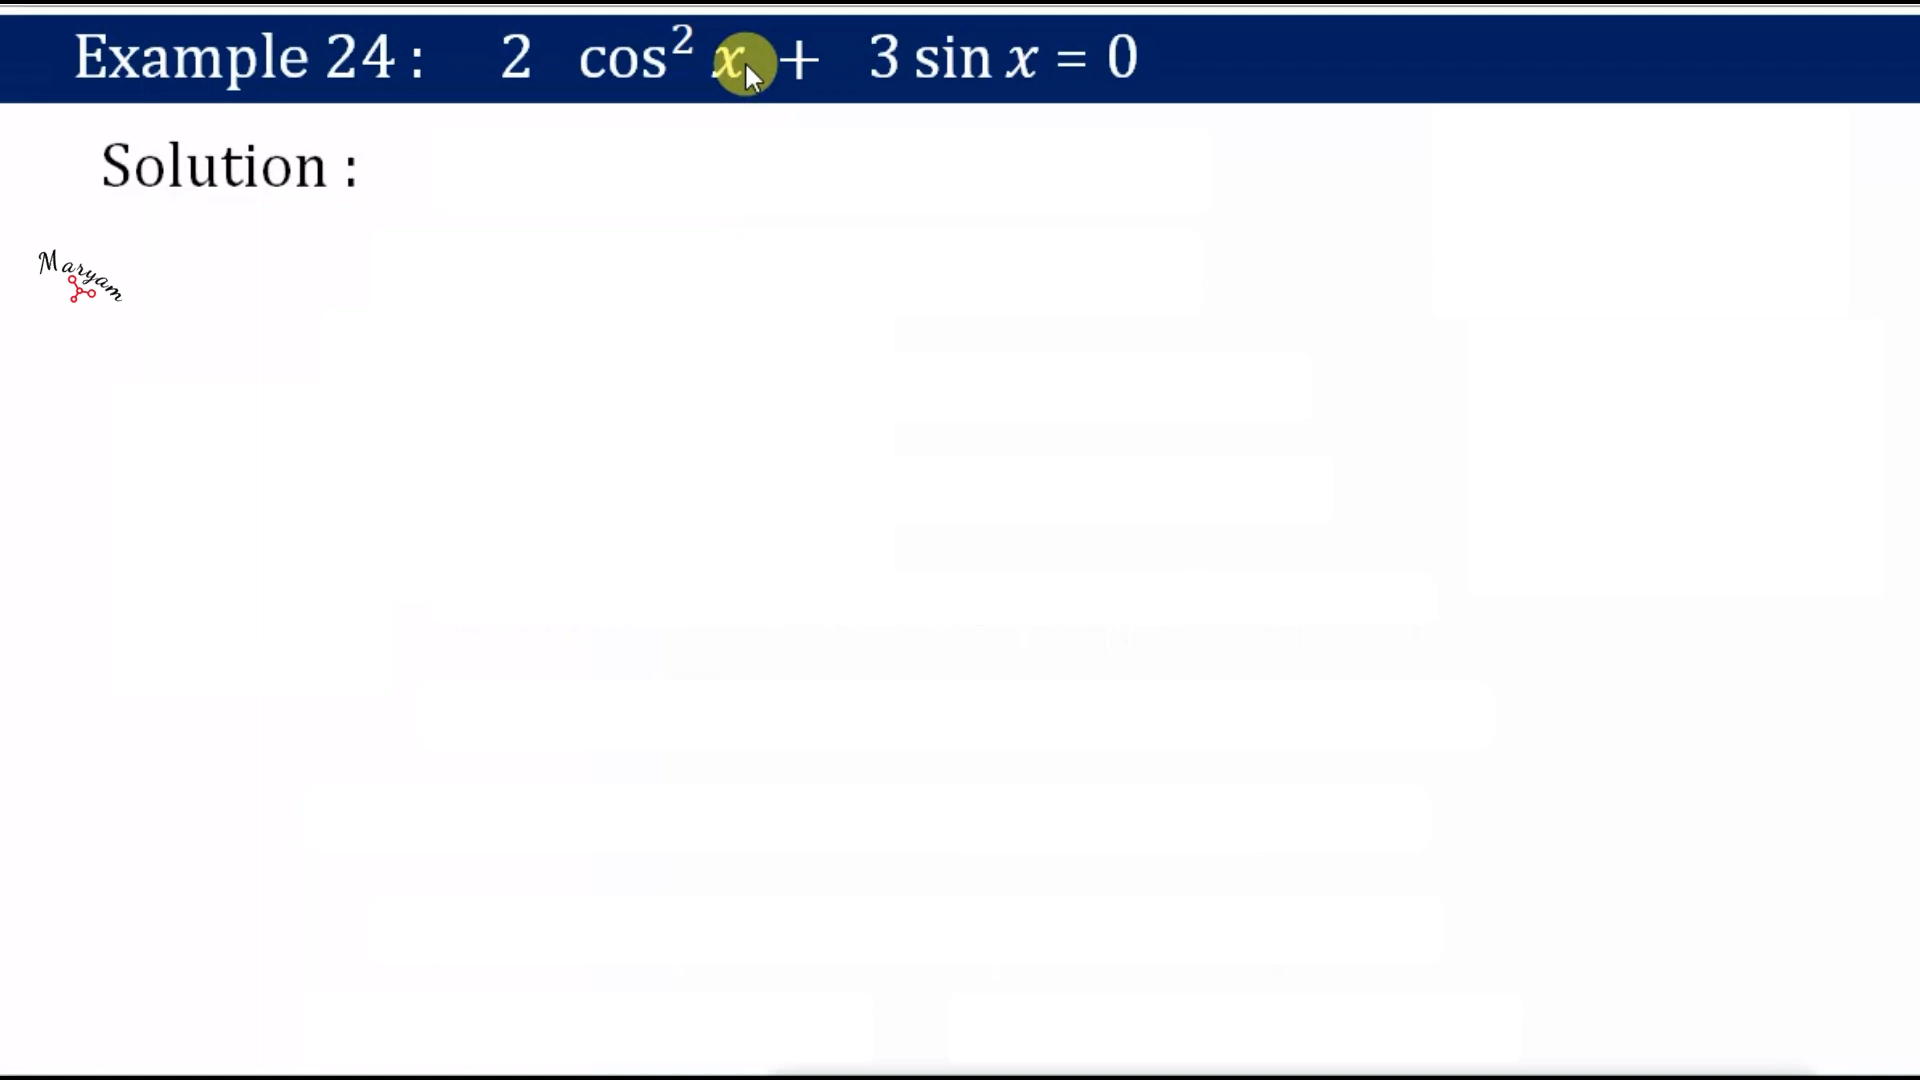 Example 24 : 2 cos² x + 3 sin x = 0
Solution :
Maryam